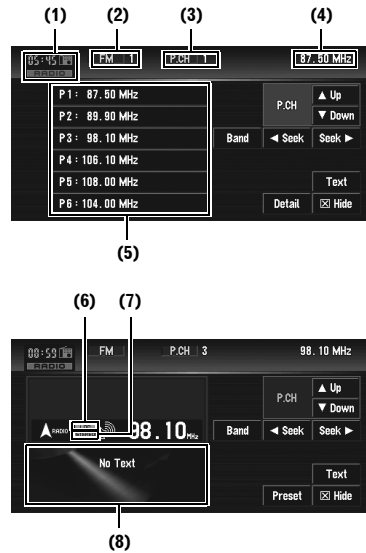 (1) (2) (3) (4)
05:45 FM 1 P.CH 1 87.50 MHz
RADIO
P1: 87.50 MHz
P2: 89.90 MHz
P3: 98.10 MHz
P4: 106.10 MHz
P5: 108.00 MHz
P6: 104.00 MHz
P.CH ▲ Up
▼ Down
Band ◄ Seek Seek ►
Text
Detail ☒ Hide
(5)
(6) (7)
FM P.CH 3 98.10 MHz
RADIO
P.CH ▲ Up
▼ Down
RADIO 98.10 MHz Band ◄ Seek Seek ►
No Text
Text
Preset ☒ Hide
(8)